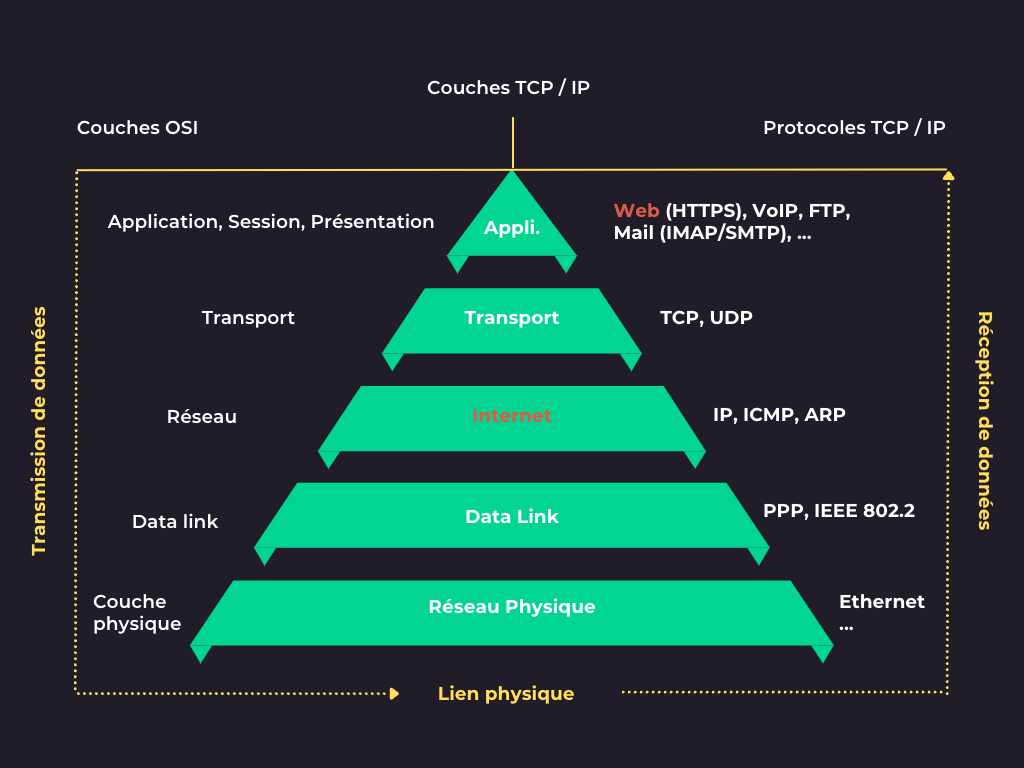 Couches TCP / IP
Couches OSI
Protocoles TCP / IP
Application, Session, Présentation
Appli.
Web (HTTPS), VoIP, FTP,
Mail (IMAP/SMTP), ...
Transport
Transport
TCP, UDP
Réseau
Internet
IP, ICMP, ARP
Data link
Data Link
PPP, IEEE 802.2
Couche
physique
Réseau Physique
Ethernet
...
Transmission de données
Réception de données
Lien physique